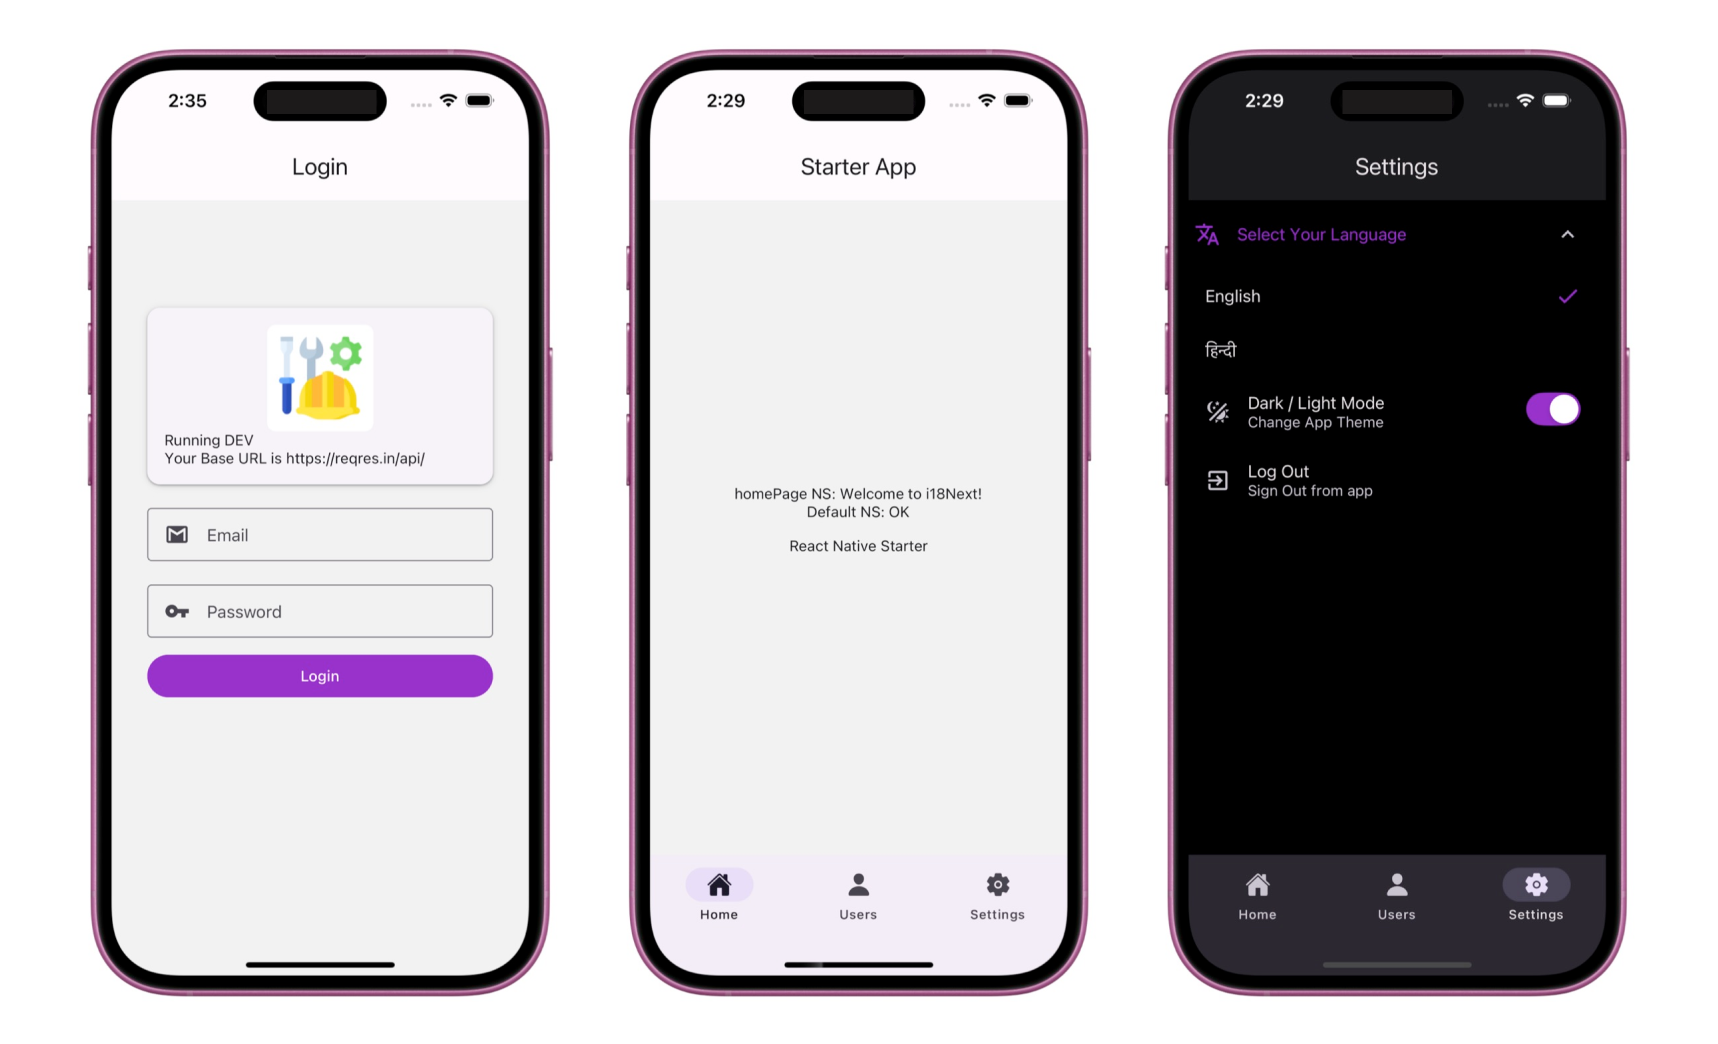 2:35
Login
Running DEV
Your Base URL is https://reqres.in/api/
Email
Password
Login
2:29
Starter App
homePage NS: Welcome to i18Next!
Default NS: OK
React Native Starter
Home
Users
Settings
2:29
Settings
Select Your Language
English
हिन्दी
Dark / Light Mode
Change App Theme
Log Out
Sign Out from app
Home
Users
Settings